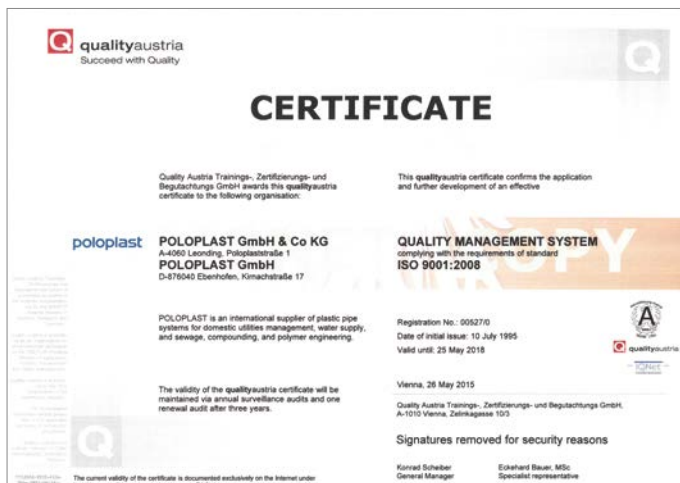 Q
qualityaustria
Succeed with Quality
Q
CERTIFICATE
Quality Austria Trainings-, Zertifizierungs- und
Begutachtungs GmbH awards this qualityaustria
certificate to the following organisation:
This qualityaustria certificate confirms the application
and further development of an effective
poloplast
POLOPLAST GmbH & Co KG
A-4060 Leonding, Poloplaststraße 1
POLOPLAST GmbH
D-876040 Ebenhofen, Kirnachstraße 17
QUALITY MANAGEMENT SYSTEM
complying with the requirements of standard
ISO 9001:2008
COPY
POLOPLAST is an international supplier of plastic pipe
systems for domestic utilities management, water supply,
and sewage, compounding, and polymer engineering.
Registration No.: 00527/0
Date of initial issue: 10 July 1995
Valid until: 25 May 2018
A
qualityaustria
IQNet
The validity of the qualityaustria certificate will be
maintained via annual surveillance audits and one
renewal audit after three years.
Vienna, 26 May 2015
Quality Austria Trainings-, Zertifizierungs- und Begutachtungs GmbH,
A-1010 Vienna, Zelinkagasse 10/3
Q
Signatures removed for security reasons
Konrad Scheiber
General Manager
Eckehard Bauer, MSc
Specialist representative
The current validity of the certificate is documented exclusively on the Internet under